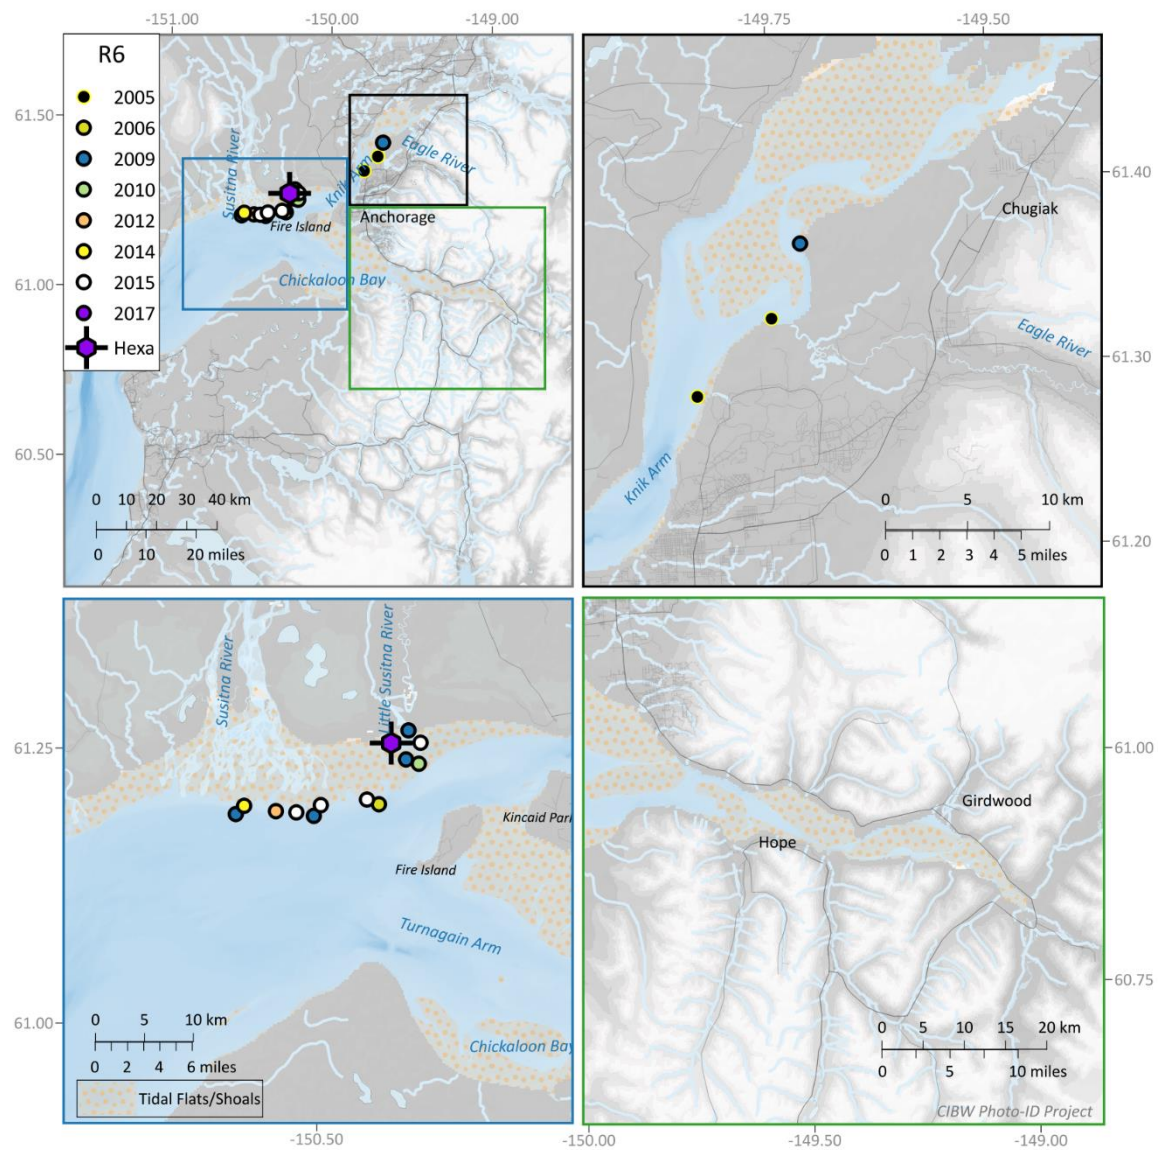 -151.00
-150.00
-149.00
-149.75
-149.50
R6
2005
2006
2009
2010
2012
2014
2015
2017
Hexa
61.50
61.00
60.50
Susitna River
Knik Arm
Eagle River
Anchorage
Fire Island
Chickaloon Bay
0 10 20 30 40 km
0 10 20 miles
61.40
61.30
61.20
Chugiak
Eagle River
Knik Arm
0 5 10 km
0 1 2 3 4 5 miles
Susitna River
Little Susitna River
61.25
61.00
Kincaid Par
Fire Island
Turnagain Arm
Chickaloon Bay
0 5 10 km
0 2 4 6 miles
Tidal Flats/Shoals
-150.50
61.00
60.75
Girdwood
Hope
0 5 10 15 20 km
0 5 10 miles
CIBW Photo-ID Project
-150.00
-149.50
-149.00